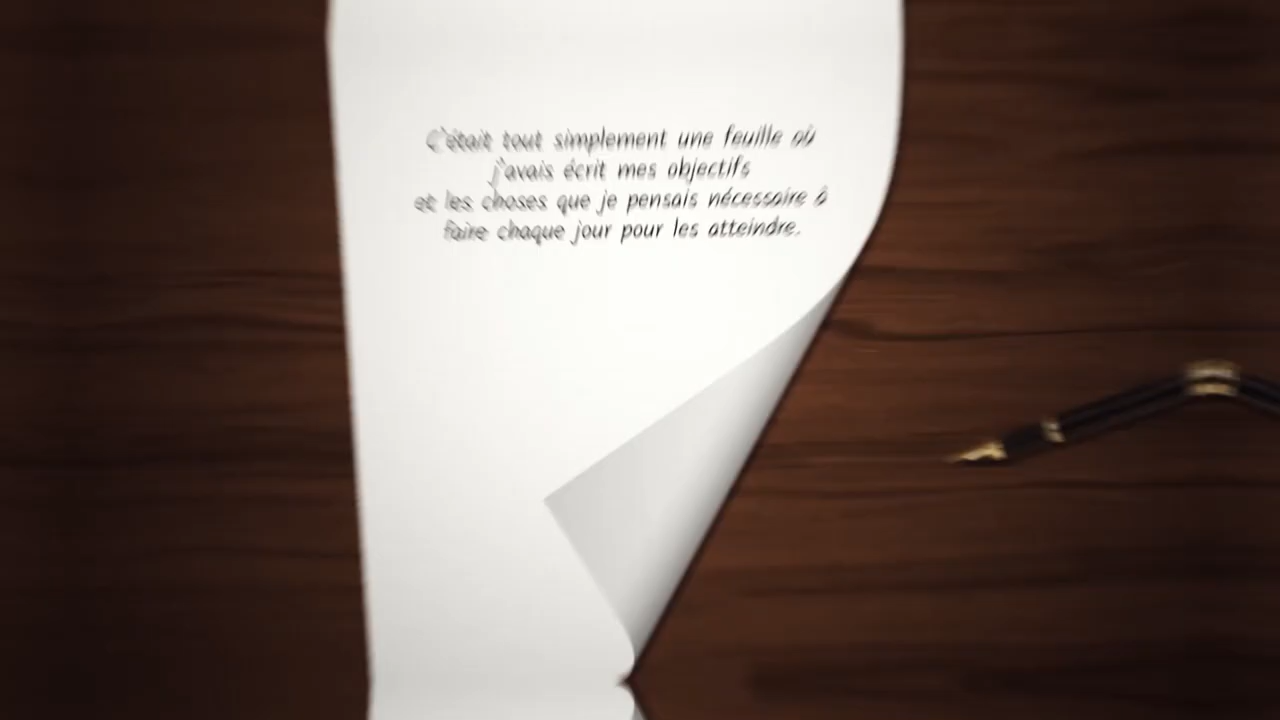 C'était tout simplement une feuille où
j'avais écrit mes objectifs
et les choses que je pensais nécessaire à
faire chaque jour pour les atteindre.